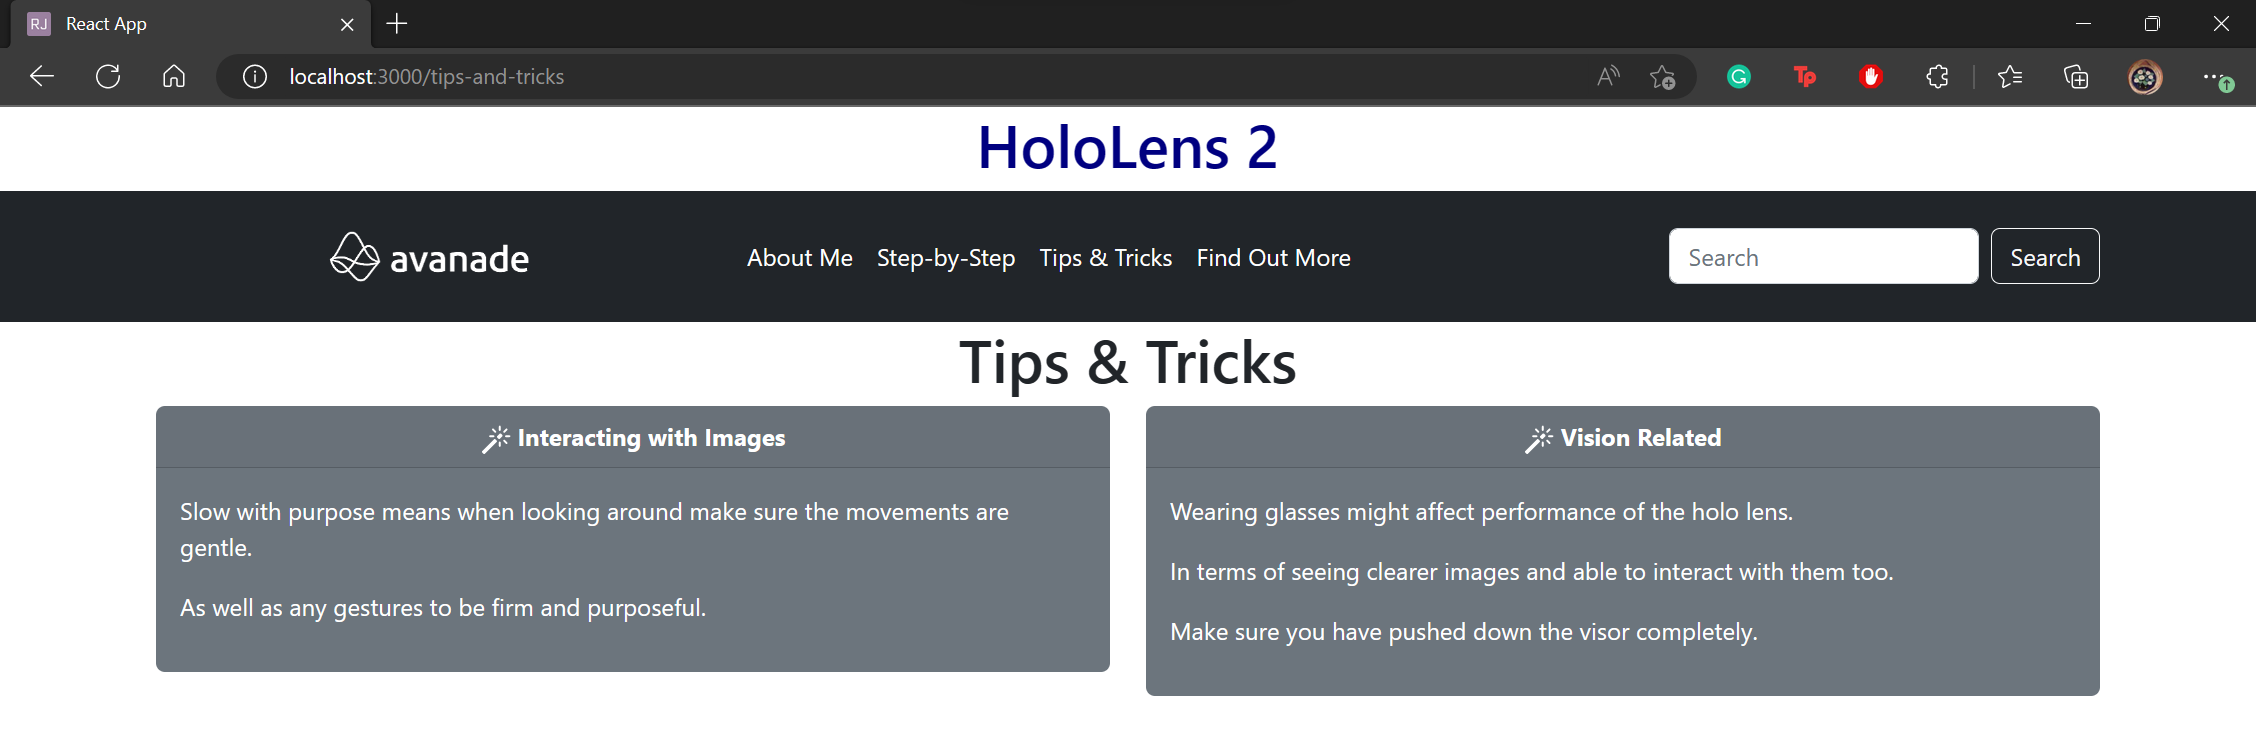 RJ React App
localhost:3000/tips-and-tricks
HoloLens 2
avanade
About Me Step-by-Step Tips & Tricks Find Out More
Search Search
Tips & Tricks
Interacting with Images
Slow with purpose means when looking around make sure the movements are
gentle.
As well as any gestures to be firm and purposeful.
Vision Related
Wearing glasses might affect performance of the holo lens.
In terms of seeing clearer images and able to interact with them too.
Make sure you have pushed down the visor completely.